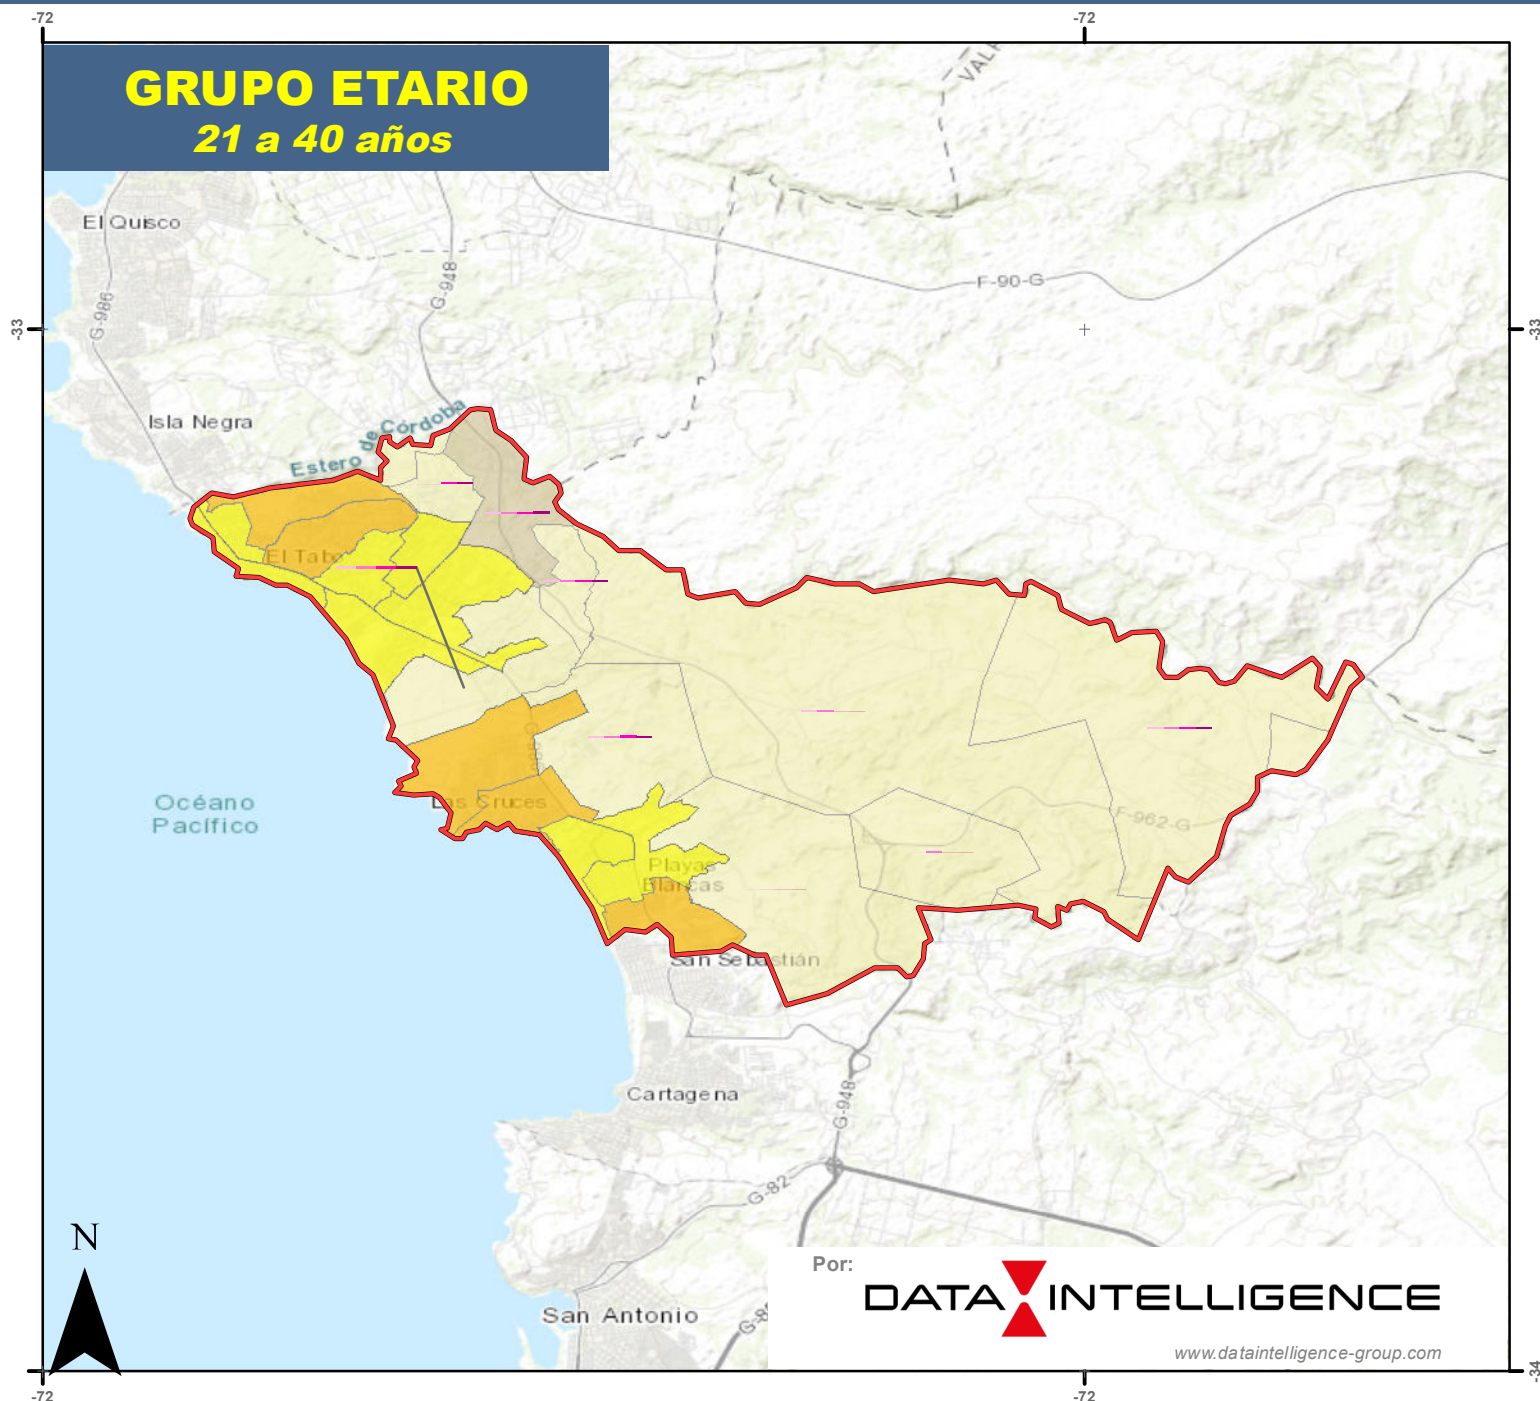 -72
-72
GRUPO ETARIO
21 a 40 años
VALP
El Quisco
G-986
G-948
F-90-G
-33
-33
Isla Negra
Estero de Córdoba
El Tabo
Océano
Pacífico
Las Cruces
F-962-G
Playas
Blancas
San Sebastián
Cartagena
G-948
G-82
N
San Antonio
Por:
DATA INTELLIGENCE
www.dataintelligence-group.com
-34
-72
-72